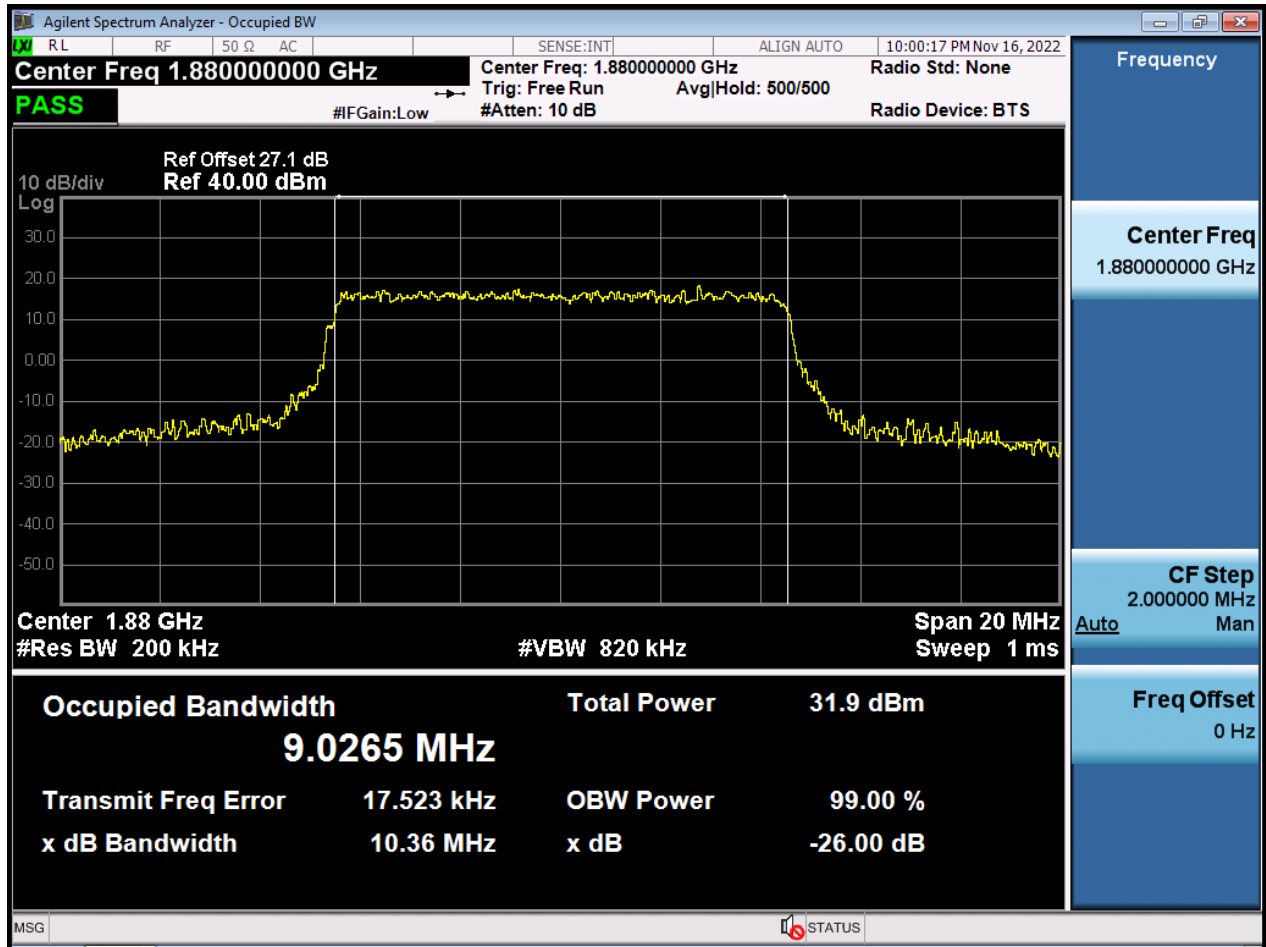 Agilent Spectrum Analyzer - Occupied BW
LXI RL RF 50 Ω AC SENSE:INT ALIGN AUTO 10:00:17 PM Nov 16, 2022
Center Freq 1.880000000 GHz
PASS
#IFGain:Low
Center Freq: 1.880000000 GHz
Trig: Free Run Avg|Hold: 500/500
#Atten: 10 dB
Radio Std: None
Radio Device: BTS
Ref Offset 27.1 dB
10 dB/div Ref 40.00 dBm
Log
30.0
20.0
10.0
0.00
-10.0
-20.0
-30.0
-40.0
-50.0
Center 1.88 GHz Span 20 MHz
#Res BW 200 kHz #VBW 820 kHz Sweep 1 ms
Occupied Bandwidth Total Power 31.9 dBm
9.0265 MHz
Transmit Freq Error 17.523 kHz OBW Power 99.00 %
x dB Bandwidth 10.36 MHz x dB -26.00 dB
Frequency
Center Freq
1.880000000 GHz
CF Step
2.000000 MHz
Auto Man
Freq Offset
0 Hz
MSG STATUS